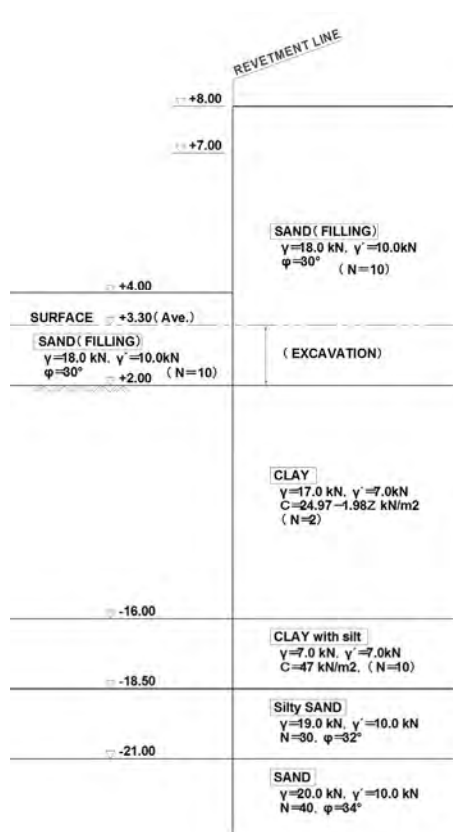 REVETMENT LINE
+8.00
+7.00
SAND(FILLING)
γ=18.0 kN, γ´=10.0kN
φ=30° (N=10)
+4.00
SURFACE +3.30(Ave.)
SAND(FILLING)
γ=18.0 kN, γ´=10.0kN
φ=30° (N=10)
+2.00
(EXCAVATION)
CLAY
γ=17.0 kN, γ´=7.0kN
C=24.97-1.98Z kN/m2
(N=2)
-16.00
CLAY with silt
γ=7.0 kN, γ´=7.0kN
C=47 kN/m2, (N=10)
-18.50
Silty SAND
γ=19.0 kN, γ´=10.0 kN
N=30, φ=32°
-21.00
SAND
γ=20.0 kN, γ´=10.0 kN
N=40, φ=34°